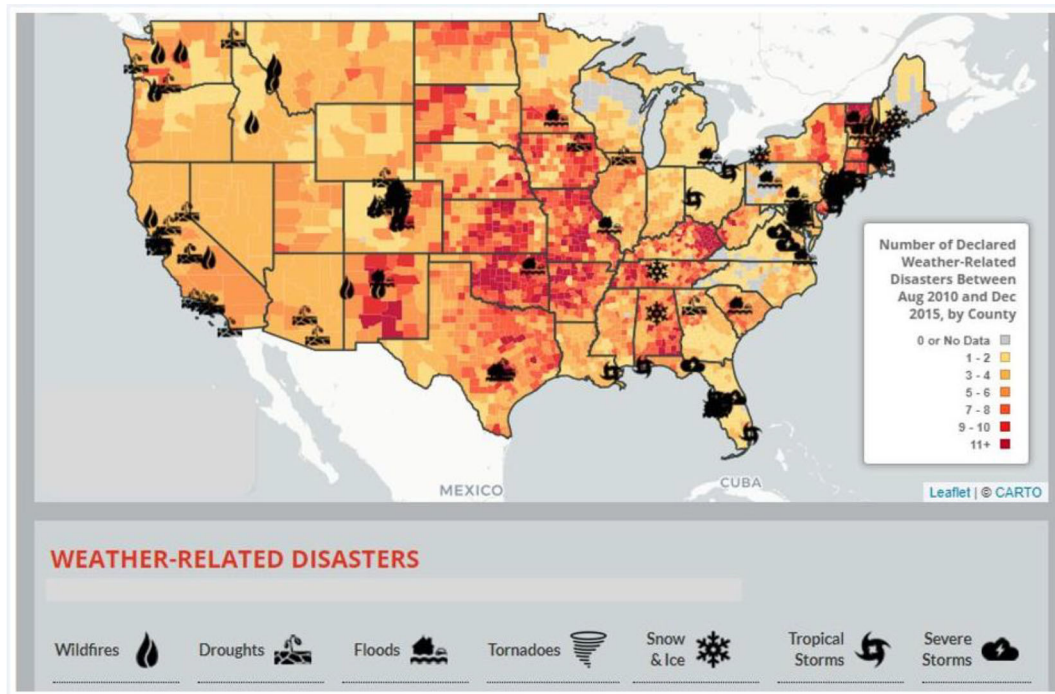 Number of Declared
Weather-Related
Disasters Between
Aug 2010 and Dec
2015, by County
0 or No Data
1 - 2
3 - 4
5 - 6
7 - 8
9 - 10
11+
MEXICO
CUBA
Leaflet | © CARTO
WEATHER-RELATED DISASTERS
Wildfires
Droughts
Floods
Tornadoes
Snow
& Ice
Tropical
Storms
Severe
Storms